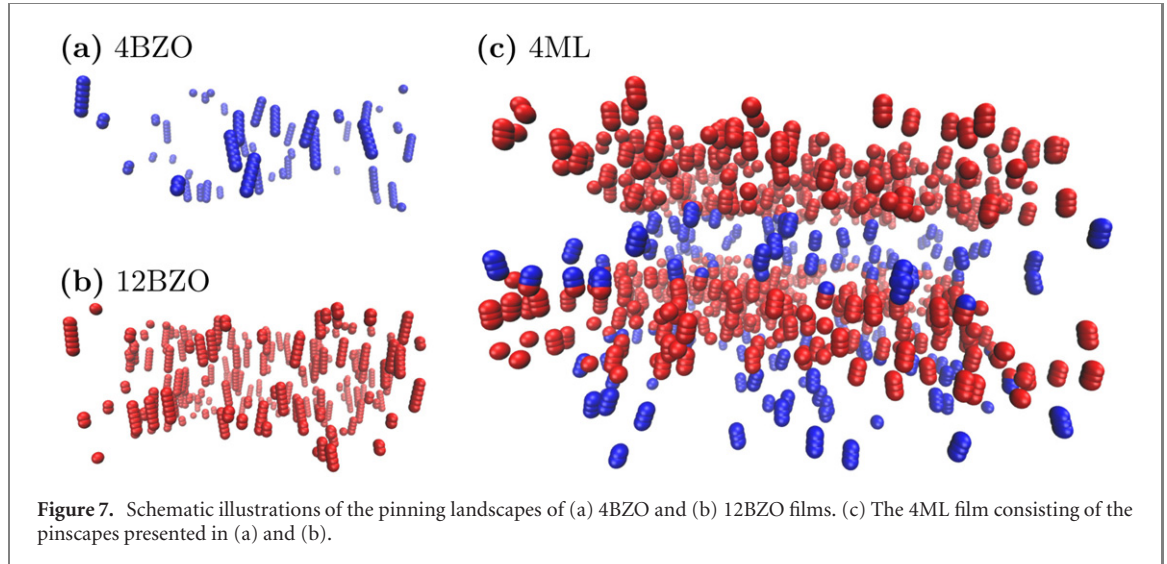 (a) 4BZO
(c) 4ML
(b) 12BZO
Figure 7. Schematic illustrations of the pinning landscapes of (a) 4BZO and (b) 12BZO films. (c) The 4ML film consisting of the
pinscapes presented in (a) and (b).